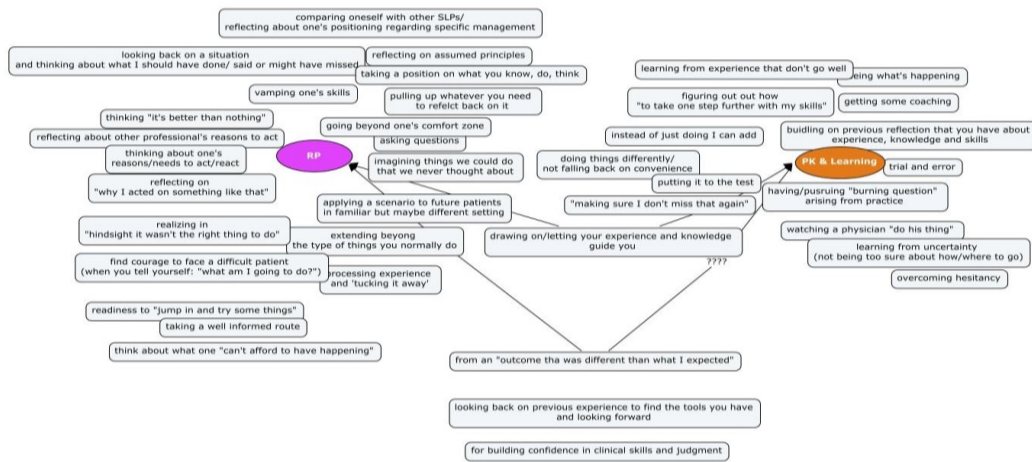 comparing oneself with other SLPs/
reflecting about one's positioning regarding specific management
looking back on a situation
and thinking about what I should have done/ said or might have missed
reflecting on assumed principles
taking a position on what you know, do, think
vamping one's skills
pulling up whatever you need
to refelct back on it
thinking "it's better than nothing"
going beyond one's comfort zone
reflecting about other professional's reasons to act
asking questions
RP
thinking about one's
reasons/needs to act/react
imagining things we could do
that we never thought about
reflecting on
"why I acted on something like that"
applying a scenario to future patients
in familiar but maybe different setting
realizing in
"hindsight it wasn't the right thing to do"
extending beyong
the type of things you normally do
find courage to face a difficult patient
(when you tell yourself: "what am I going to do?")
processing experience
and 'tucking it away'
readiness to "jump in and try some things"
taking a well informed route
think about what one "can't afford to have happening"
learning from experience that don't go well
eing what's happening
figuring out out how
"to take one step further with my skills"
getting some coaching
instead of just doing I can add
buidling on previous reflection that you have about
experience, knowledge and skills
doing things differently/
not falling back on convenience
PK & Learning
trial and error
putting it to the test
having/pusruing "burning question"
arising from practice
"making sure I don't miss that again"
watching a physician "do his thing"
drawing on/letting your experience and knowledge
guide you
learning from uncertainty
(not being too sure about how/where to go)
????
overcoming hesitancy
from an "outcome tha was different than what I expected"
looking back on previous experience to find the tools you have
and looking forward
for building confidence in clinical skills and judgment